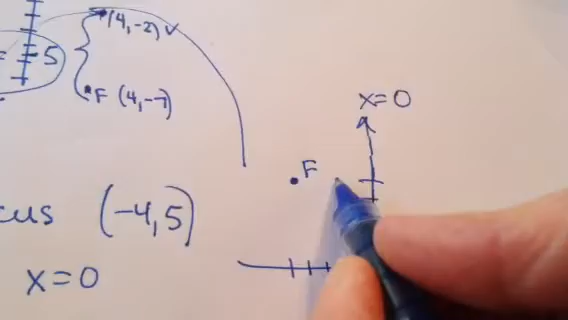 (4,-2) ✓
= 5
F (4,-7)
x=0
F
cus (-4,5)
x=0